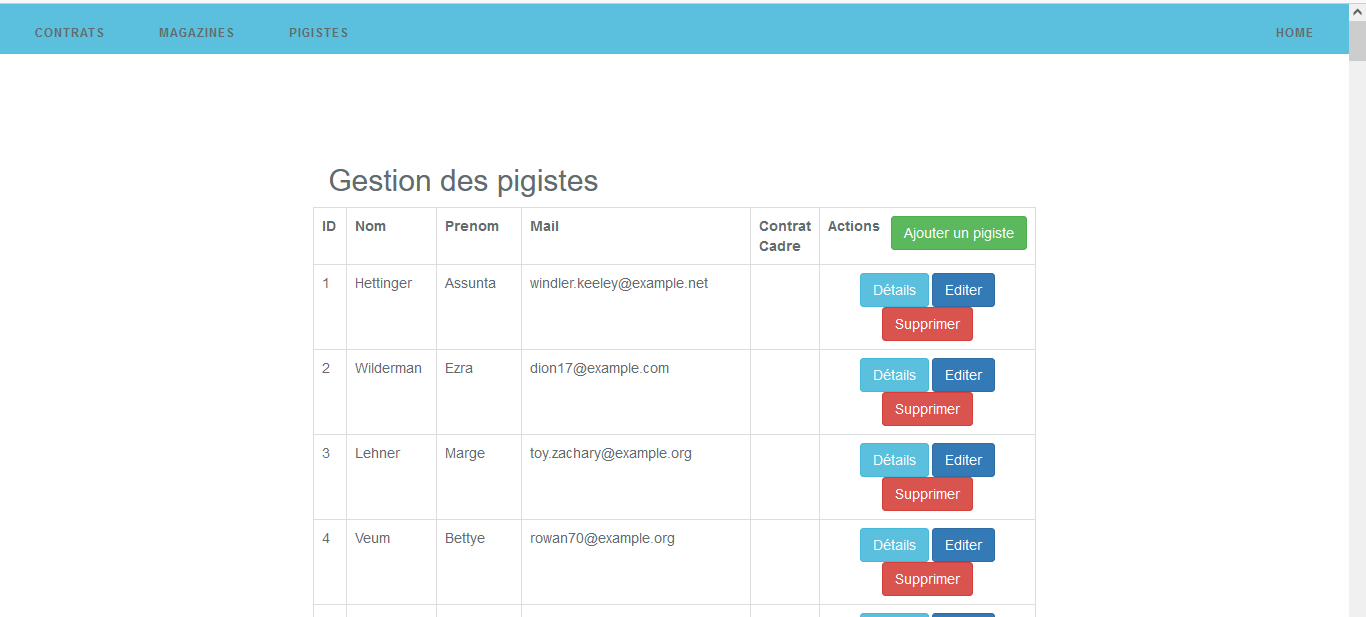 CONTRATS MAGAZINES PIGISTES HOME
Gestion des pigistes
ID Nom Prenom Mail Contrat Cadre Actions Ajouter un pigiste
1 Hettinger Assunta windler.keeley@example.net Détails Editer
Supprimer
2 Wilderman Ezra dion17@example.com Détails Editer
Supprimer
3 Lehner Marge toy.zachary@example.org Détails Editer
Supprimer
4 Veum Bettye rowan70@example.org Détails Editer
Supprimer